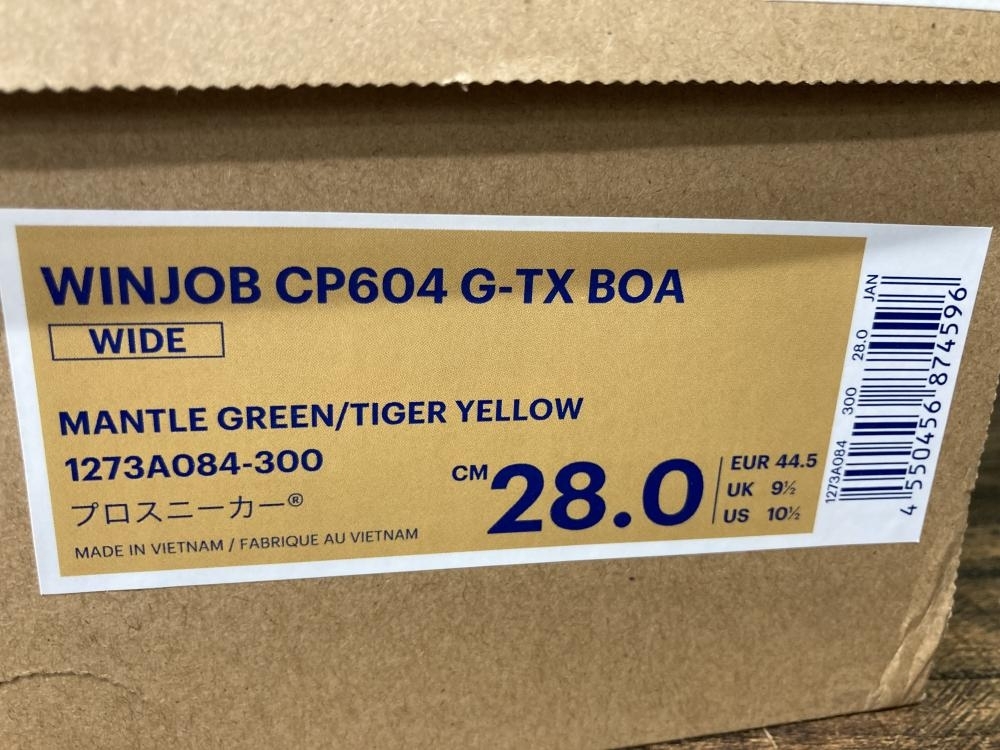 WINJOB CP604 G-TX BOA
WIDE
MANTLE GREEN/TIGER YELLOW
1273A084-300
プロスニーカー®
MADE IN VIETNAM / FABRIQUE AU VIETNAM
CM 28.0
EUR 44.5
UK 9½
US 10½
1273A084 300 28.0 JAN
4 550456 874596